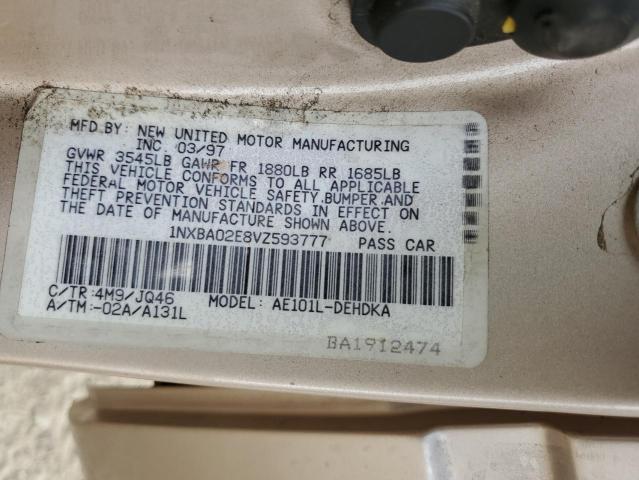 MFD.BY: NEW UNITED MOTOR MANUFACTURING
INC. 03/97
GVWR 3545LB GAWR FR 1880LB RR 1685LB
THIS VEHICLE CONFORMS TO ALL APPLICABLE
FEDERAL MOTOR VEHICLE SAFETY,BUMPER,AND
THEFT PREVENTION STANDARDS IN EFFECT ON
THE DATE OF MANUFACTURE SHOWN ABOVE.
1NXBA02E8VZ593777 PASS CAR
C/TR:4M9/JQ46 MODEL: AE101L-DEHDKA
A/TM:-02A/A131L
BA1912474